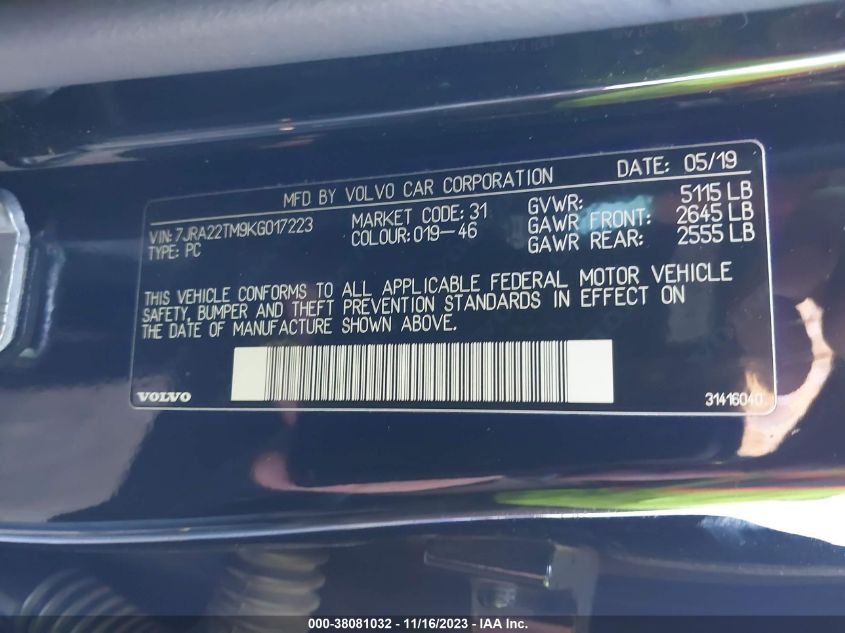 MFD BY VOLVO CAR CORPORATION DATE: 05/19
VIN: 7JRA22TM9KG017223 MARKET CODE: 31 GVWR: 5115 LB
TYPE: PC COLOUR: 019-46 GAWR FRONT: 2645 LB
GAWR REAR: 2555 LB
THIS VEHICLE CONFORMS TO ALL APPLICABLE FEDERAL MOTOR VEHICLE
SAFETY, BUMPER AND THEFT PREVENTION STANDARDS IN EFFECT ON
THE DATE OF MANUFACTURE SHOWN ABOVE.
VOLVO 31416040
000-38081032 - 11/16/2023 - IAA Inc.